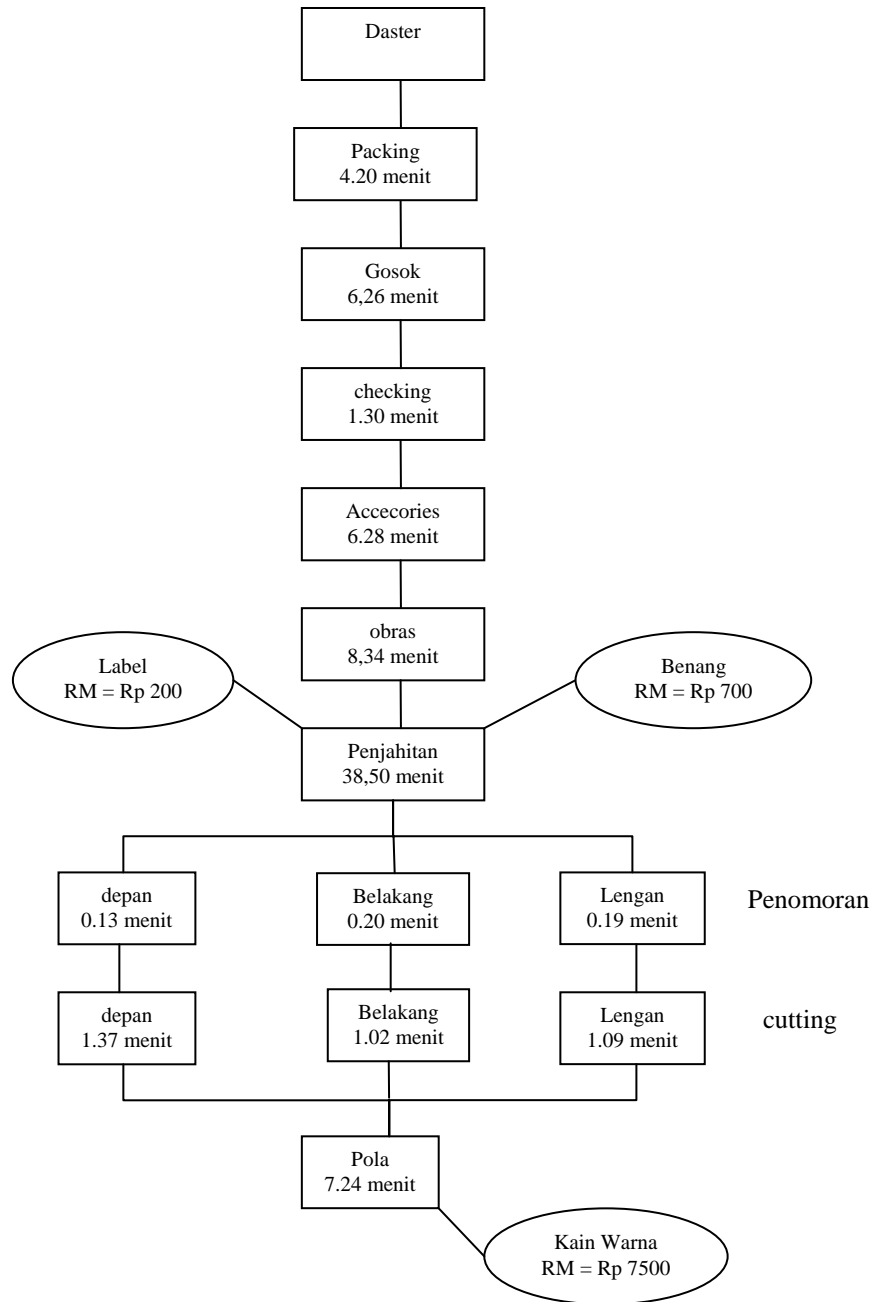 Daster
Packing
4.20 menit
Gosok
6,26 menit
checking
1.30 menit
Accecories
6.28 menit
obras
8,34 menit
Label
RM = Rp 200
Benang
RM = Rp 700
Penjahitan
38,50 menit
depan
0.13 menit
Belakang
0.20 menit
Lengan
0.19 menit
Penomoran
depan
1.37 menit
Belakang
1.02 menit
Lengan
1.09 menit
cutting
Pola
7.24 menit
Kain Warna
RM = Rp 7500